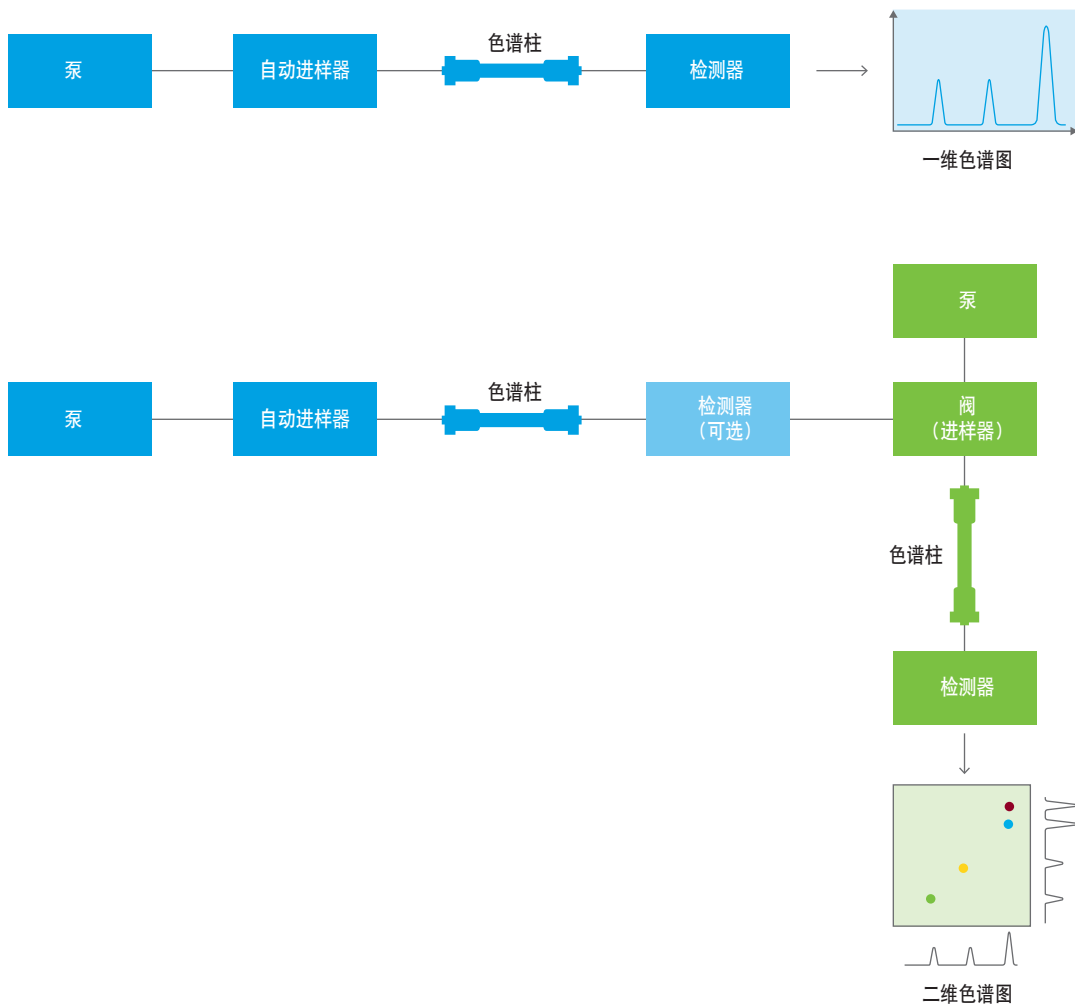 色谱柱
泵
自动进样器
检测器
一维色谱图
泵
色谱柱
泵
自动进样器
检测器
（可选）
阀
（进样器）
色谱柱
检测器
二维色谱图